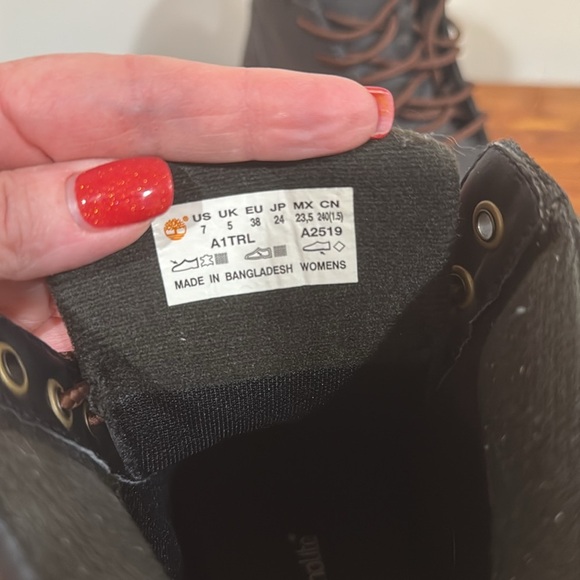 US UK EU JP MX CN
7 5 38 24 23,5 240(1.5)
A1TRL A2519
MADE IN BANGLADESH WOMENS